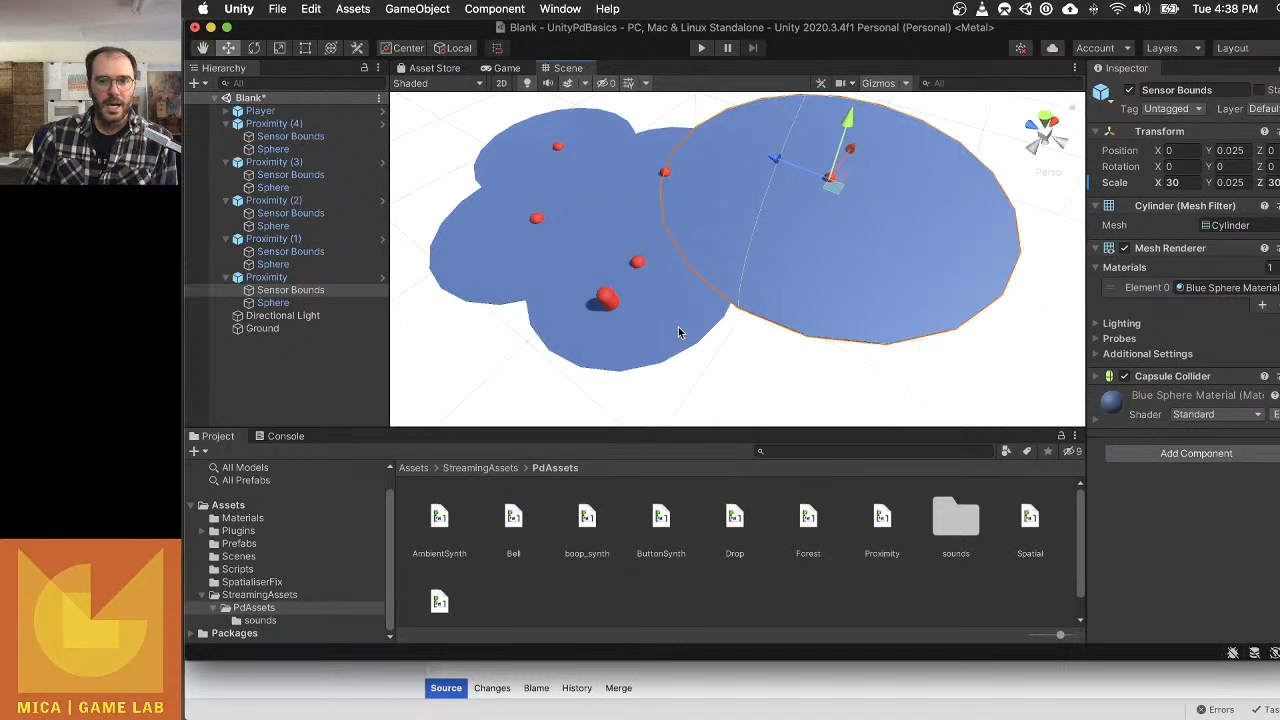 Unity File Edit Assets GameObject Component Window Help
Tue 4:38 PM
Blank - UnityPdBasics - PC, Mac & Linux Standalone - Unity 2020.3.4f1 Personal (Personal) <Metal>
Center Local
Account Layers Layout
Hierarchy
Asset Store Game Scene
Inspector
All
Shaded 2D 0 Gizmos All
Sensor Bounds
Tag Untagged Layer Default
Blank*
Player
Proximity (4)
Sensor Bounds
Sphere
Proximity (3)
Sensor Bounds
Sphere
Proximity (2)
Sensor Bounds
Sphere
Proximity (1)
Sensor Bounds
Sphere
Proximity
Sensor Bounds
Sphere
Directional Light
Ground
Persp
Transform
Position X 0 Y 0.025 Z 0
Rotation X 0 Y 0 Z 0
Scale X 30 Y 0.025 Z 30
Cylinder (Mesh Filter)
Mesh Cylinder
Mesh Renderer
Materials 1
Element 0 Blue Sphere Material
Lighting
Probes
Additional Settings
Capsule Collider
Blue Sphere Material (Mat
Shader Standard
Add Component
Project Console
9
All Models
All Prefabs
Assets
Materials
Plugins
Prefabs
Scenes
Scripts
SpatialiserFix
StreamingAssets
PdAssets
sounds
Packages
Assets StreamingAssets PdAssets
AmbientSynth Bell boop_synth ButtonSynth Drop Forest Proximity sounds Spatial
Source Changes Blame History Merge
Errors Tas
MICA | GAME LAB